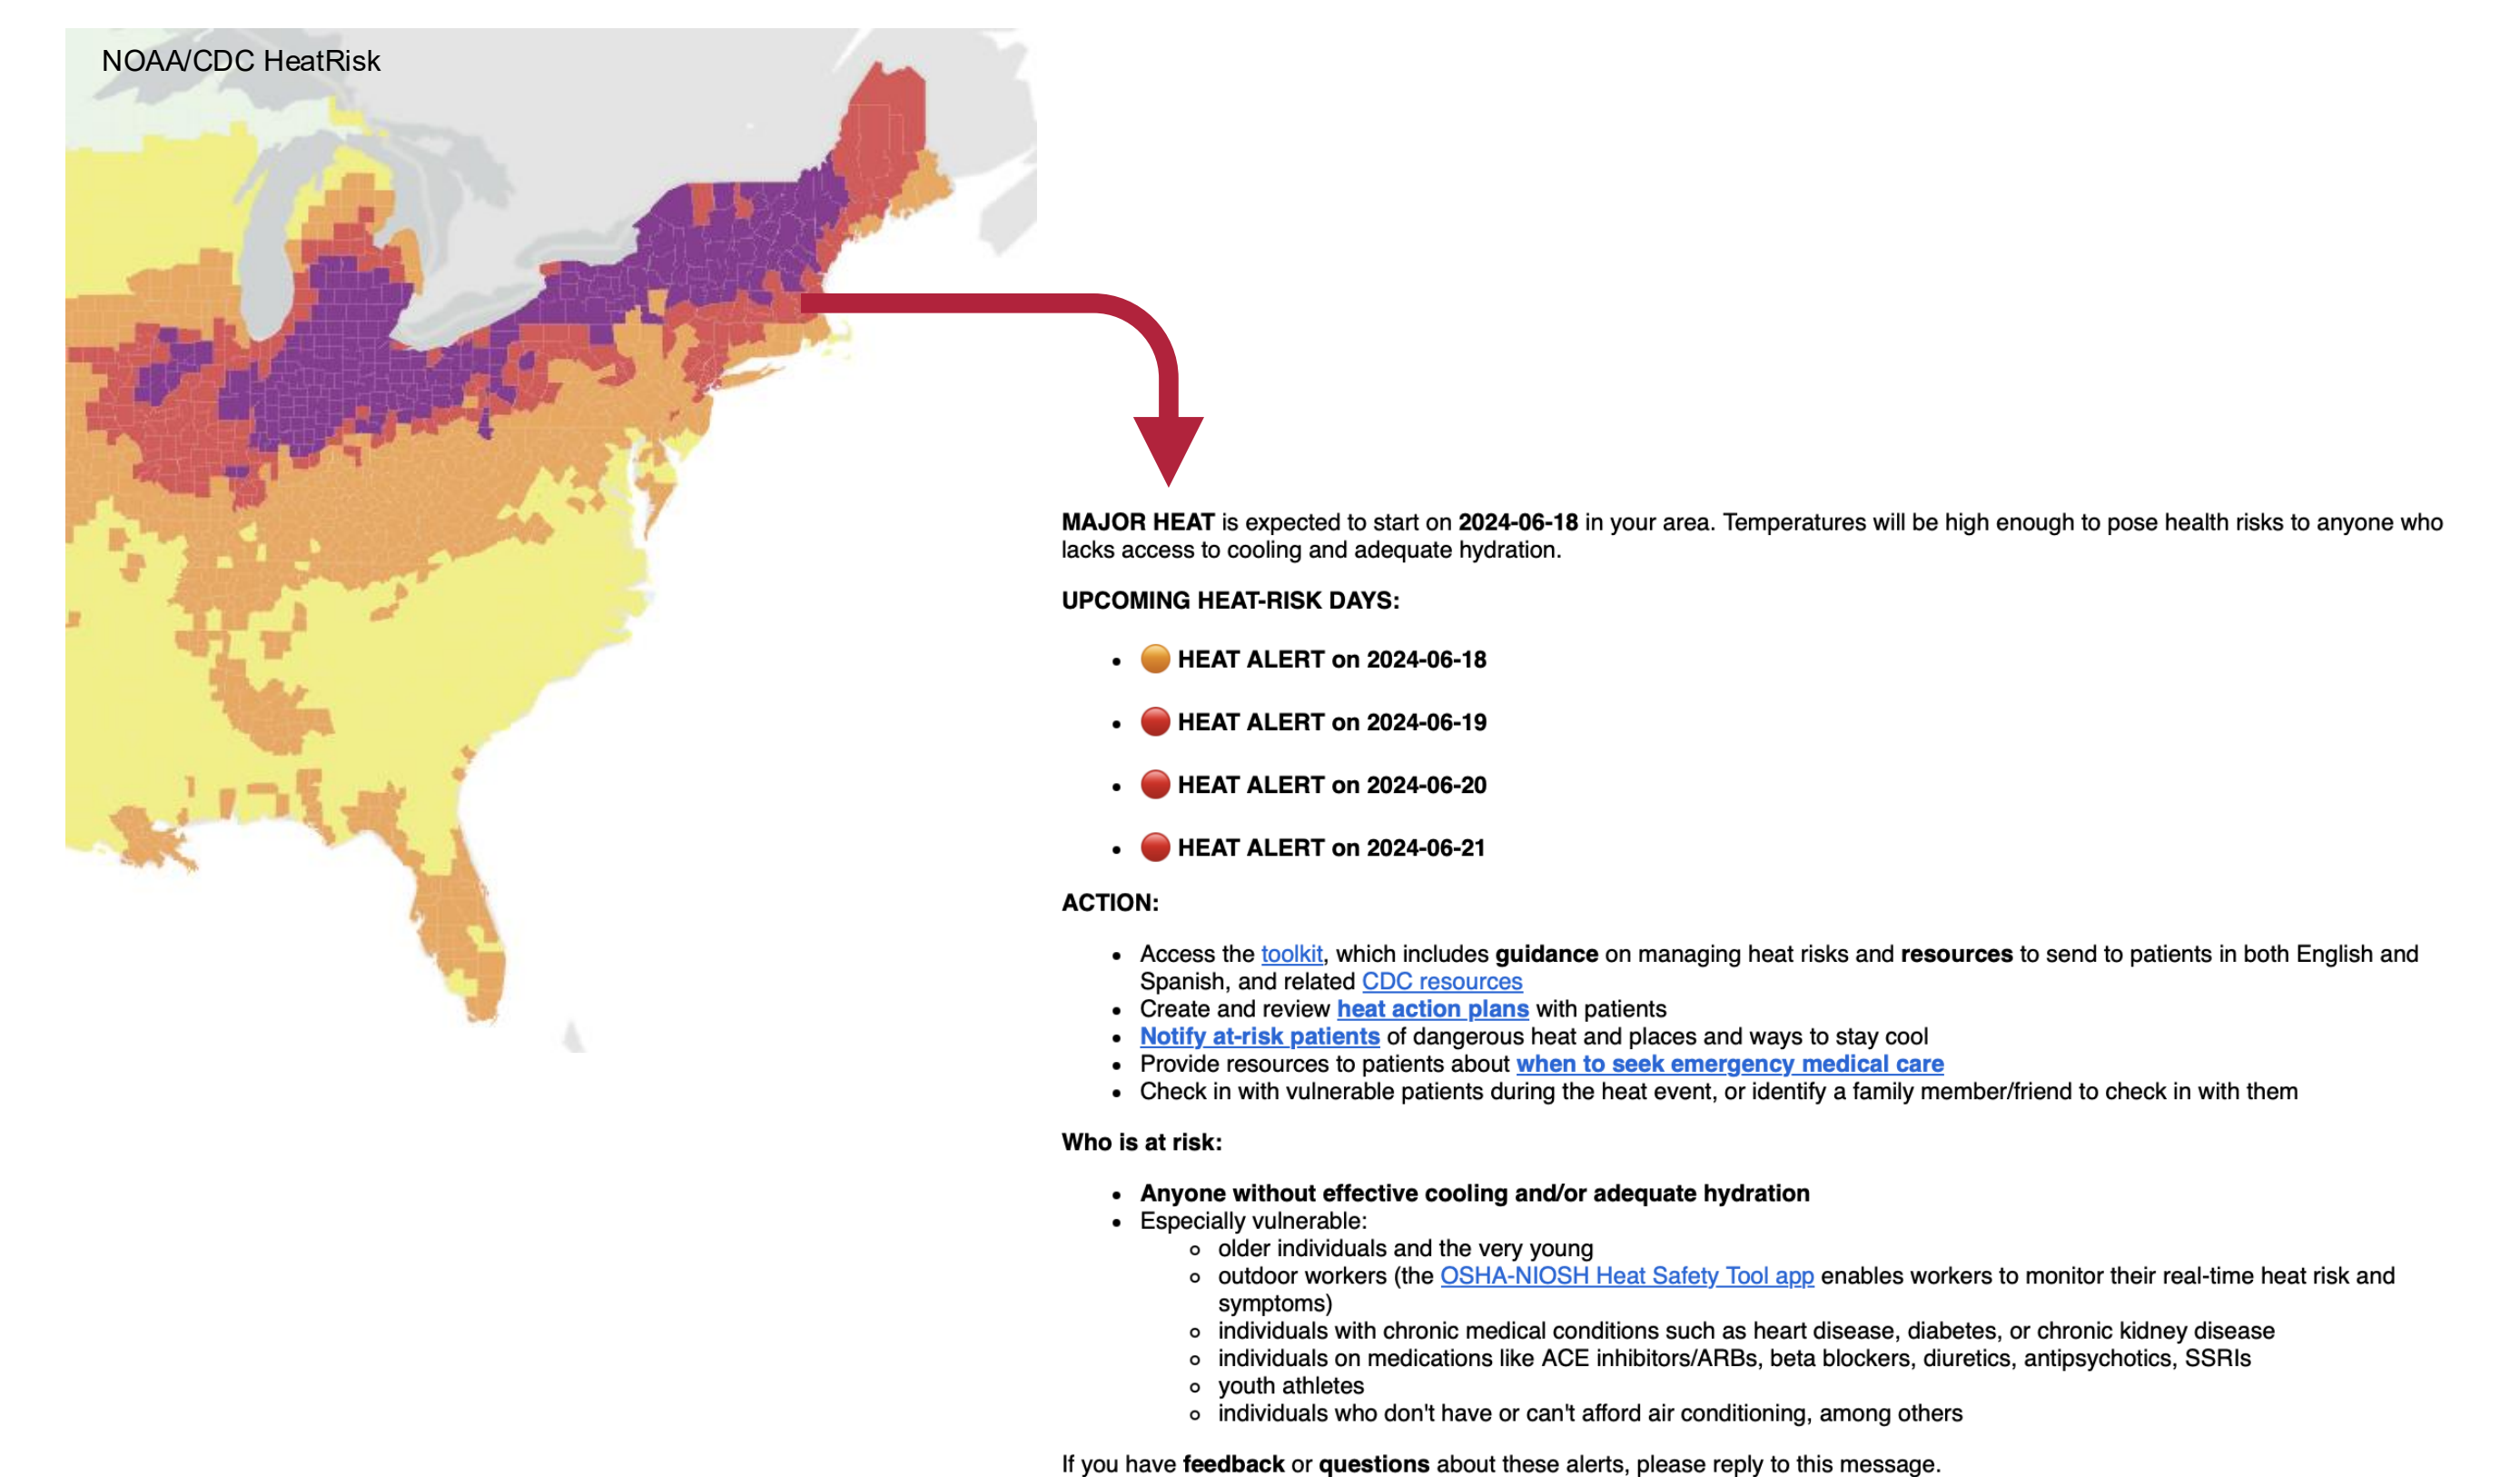 NOAA/CDC HeatRisk
MAJOR HEAT is expected to start on 2024-06-18 in your area. Temperatures will be high enough to pose health risks to anyone who
lacks access to cooling and adequate hydration.
UPCOMING HEAT-RISK DAYS:
• HEAT ALERT on 2024-06-18
• HEAT ALERT on 2024-06-19
• HEAT ALERT on 2024-06-20
• HEAT ALERT on 2024-06-21
ACTION:
• Access the toolkit, which includes guidance on managing heat risks and resources to send to patients in both English and
Spanish, and related CDC resources
• Create and review heat action plans with patients
• Notify at-risk patients of dangerous heat and places and ways to stay cool
• Provide resources to patients about when to seek emergency medical care
• Check in with vulnerable patients during the heat event, or identify a family member/friend to check in with them
Who is at risk:
• Anyone without effective cooling and/or adequate hydration
• Especially vulnerable:
◦ older individuals and the very young
◦ outdoor workers (the OSHA-NIOSH Heat Safety Tool app enables workers to monitor their real-time heat risk and
symptoms)
◦ individuals with chronic medical conditions such as heart disease, diabetes, or chronic kidney disease
◦ individuals on medications like ACE inhibitors/ARBs, beta blockers, diuretics, antipsychotics, SSRIs
◦ youth athletes
◦ individuals who don't have or can't afford air conditioning, among others
If you have feedback or questions about these alerts, please reply to this message.